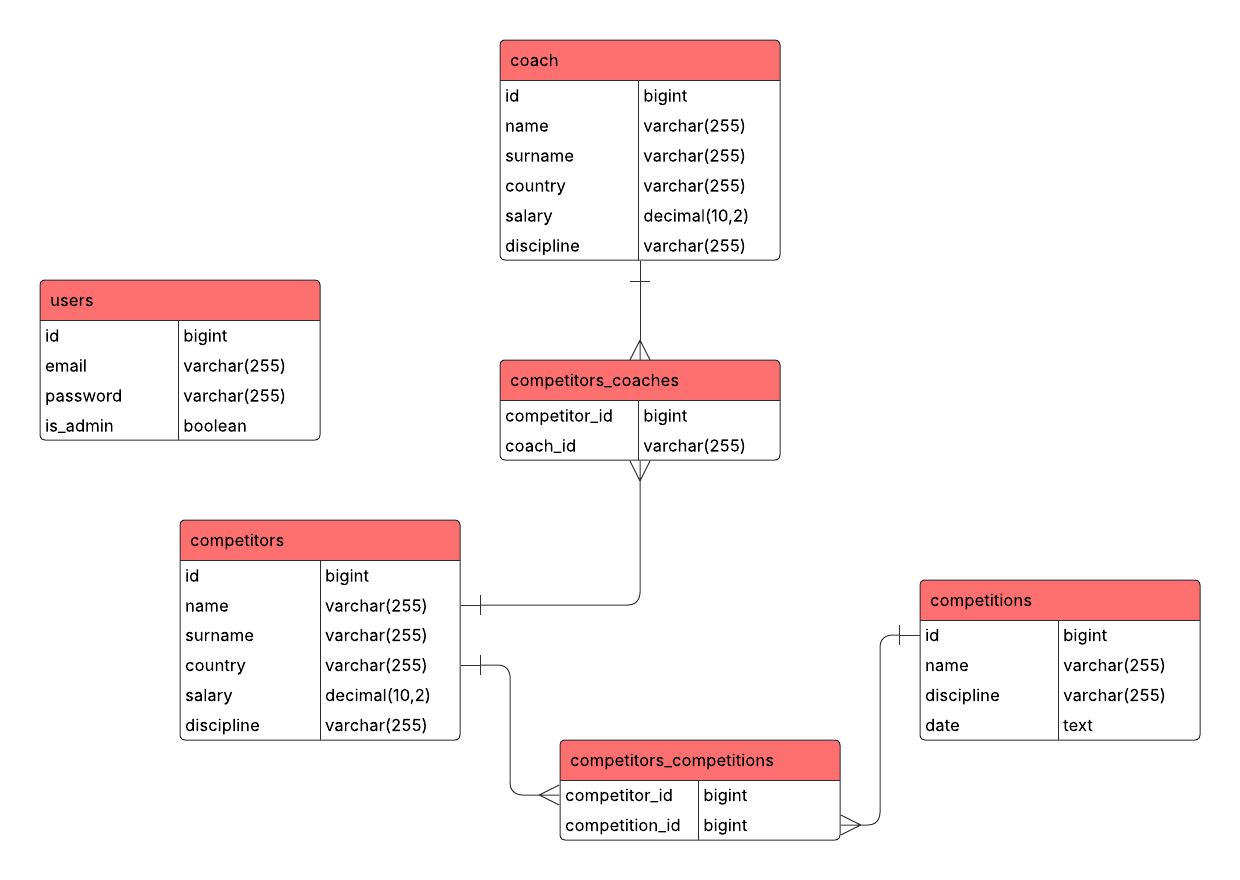 coach
id bigint
name varchar(255)
surname varchar(255)
country varchar(255)
salary decimal(10,2)
discipline varchar(255)
users
id bigint
email varchar(255)
password varchar(255)
is_admin boolean
competitors_coaches
competitor_id bigint
coach_id varchar(255)
competitors
id bigint
name varchar(255)
surname varchar(255)
country varchar(255)
salary decimal(10,2)
discipline varchar(255)
competitions
id bigint
name varchar(255)
discipline varchar(255)
date text
competitors_competitions
competitor_id bigint
competition_id bigint